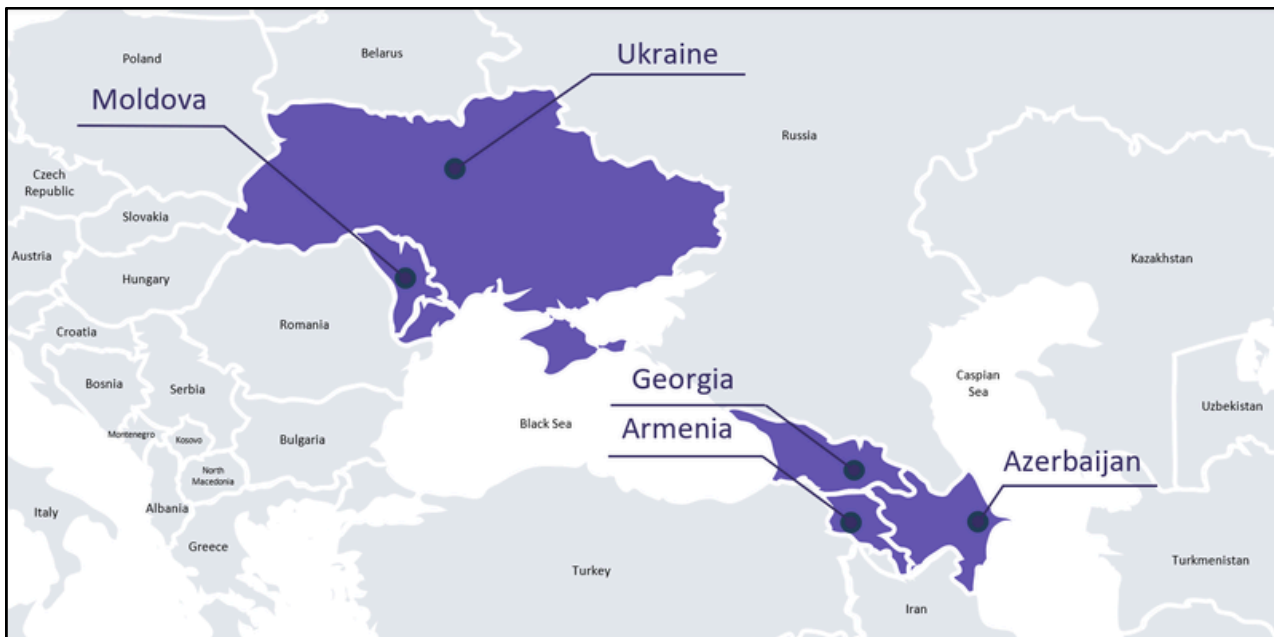 Ukraine
Belarus
Poland
Moldova
Russia
Czech
Republic
Slovakia
Austria
Kazakhstan
Hungary
Romania
Croatia
Georgia
Caspian
Sea
Bosnia
Serbia
Uzbekistan
Black Sea
Armenia
Montenegro
Kosovo
Bulgaria
Azerbaijan
North
Macedonia
Albania
Italy
Greece
Turkey
Turkmenistan
Iran